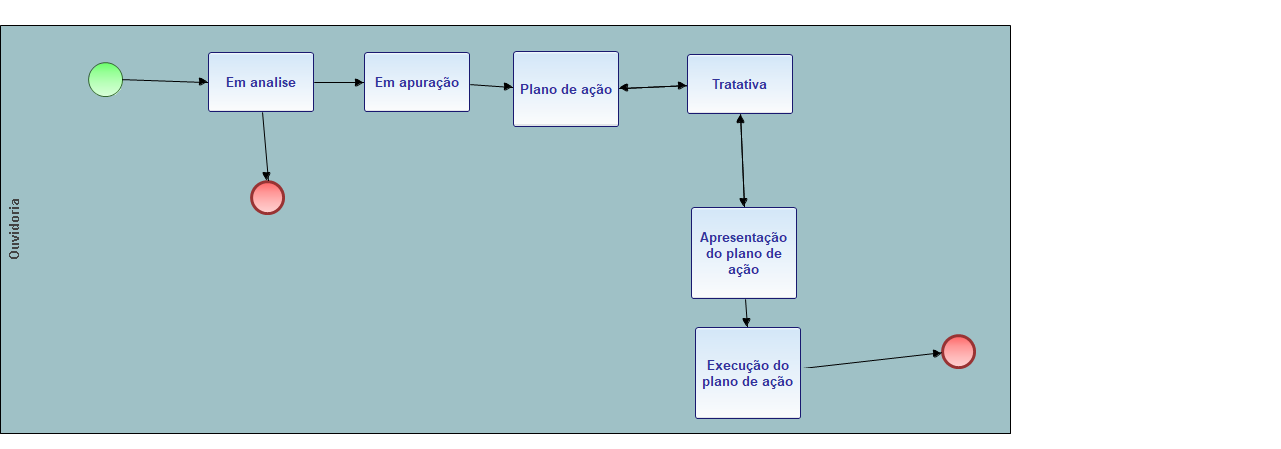 Em analise
Em apuração
Plano de ação
Tratativa
Ouvidoria
Apresentação
do plano de
ação
Execução do
plano de ação